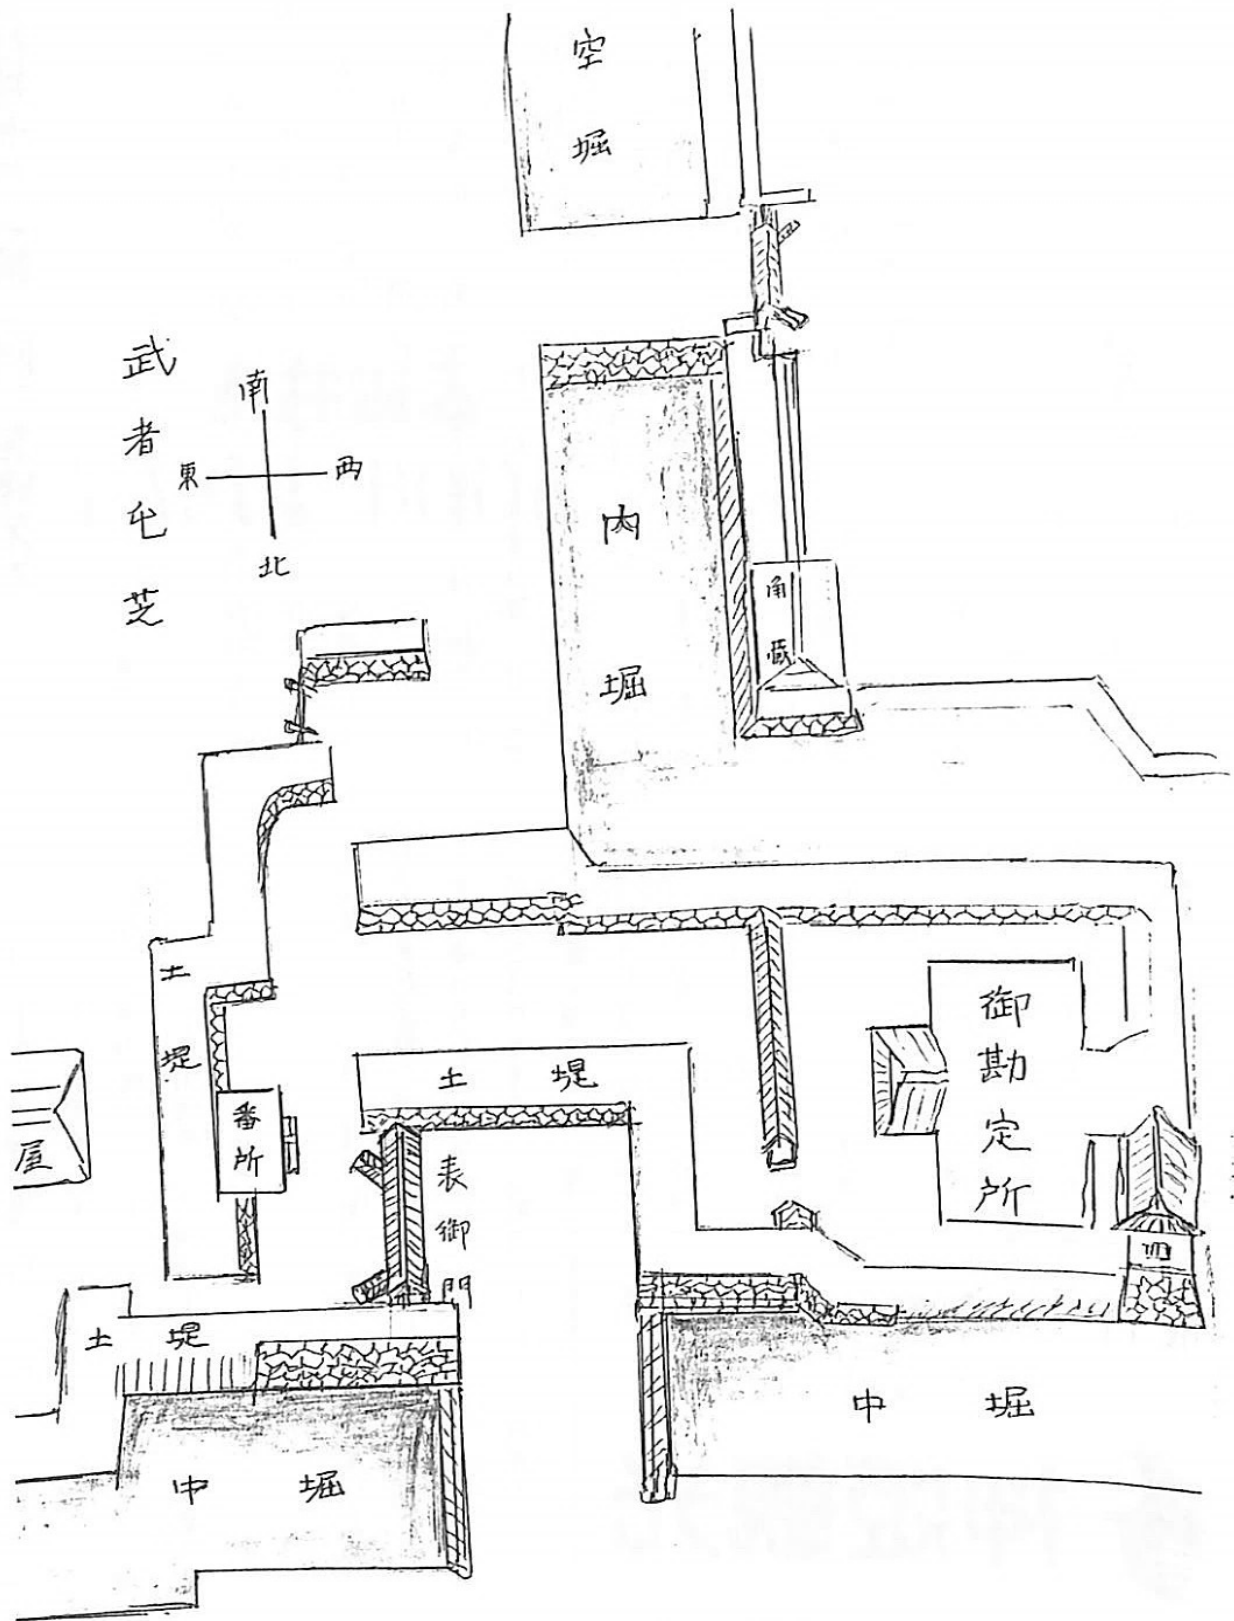 空堀
武者屯芝
南
東
西
北
内堀
角蔵
土堤
御勘定所
土堤
番所
屋
表御門
土堤
中堀
中堀